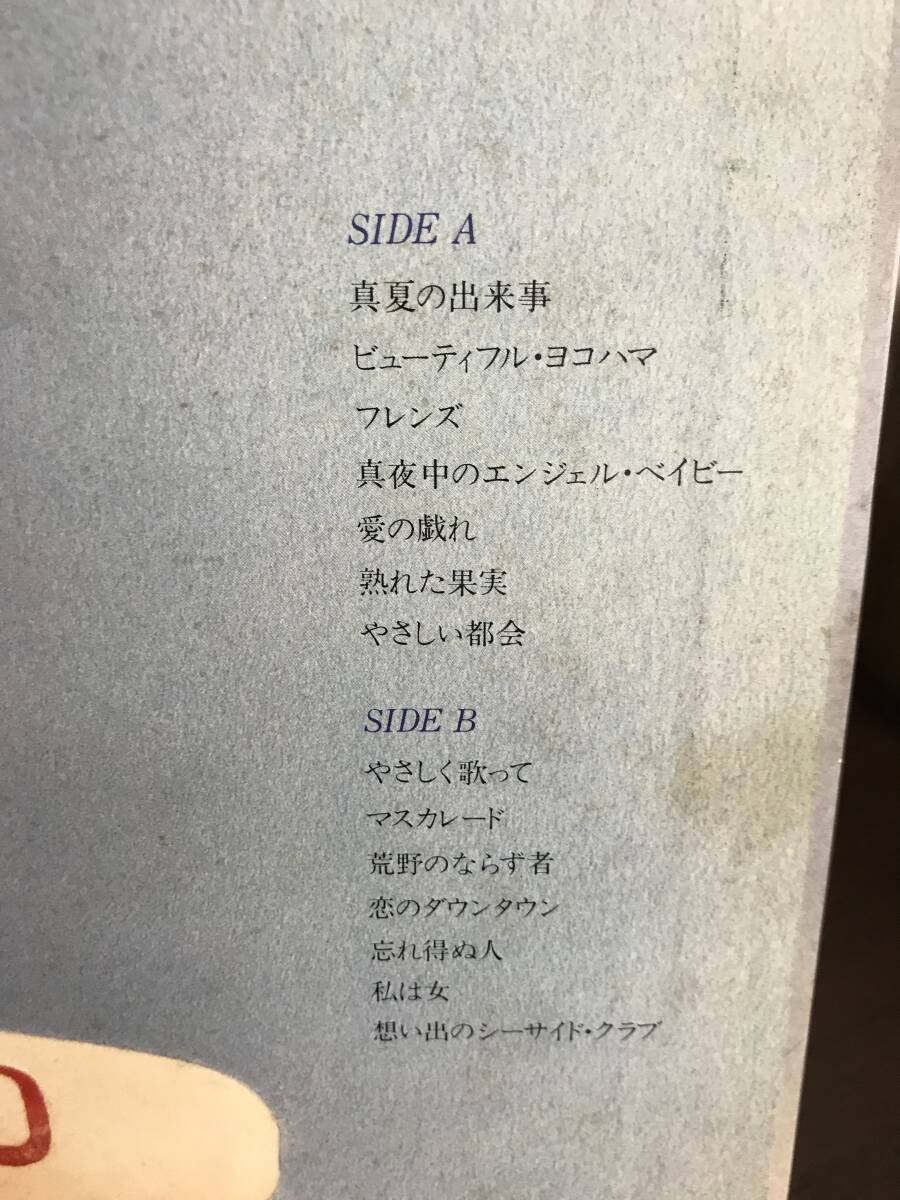 SIDE A
真夏の出来事
ビューティフル・ヨコハマ
フレンズ
真夜中のエンジェル・ベイビー
愛の戯れ
熟れた果実
やさしい都会
SIDE B
やさしく歌って
マスカレード
荒野のならず者
恋のダウンタウン
忘れ得ぬ人
私は女
想い出のシーサイド・クラブ